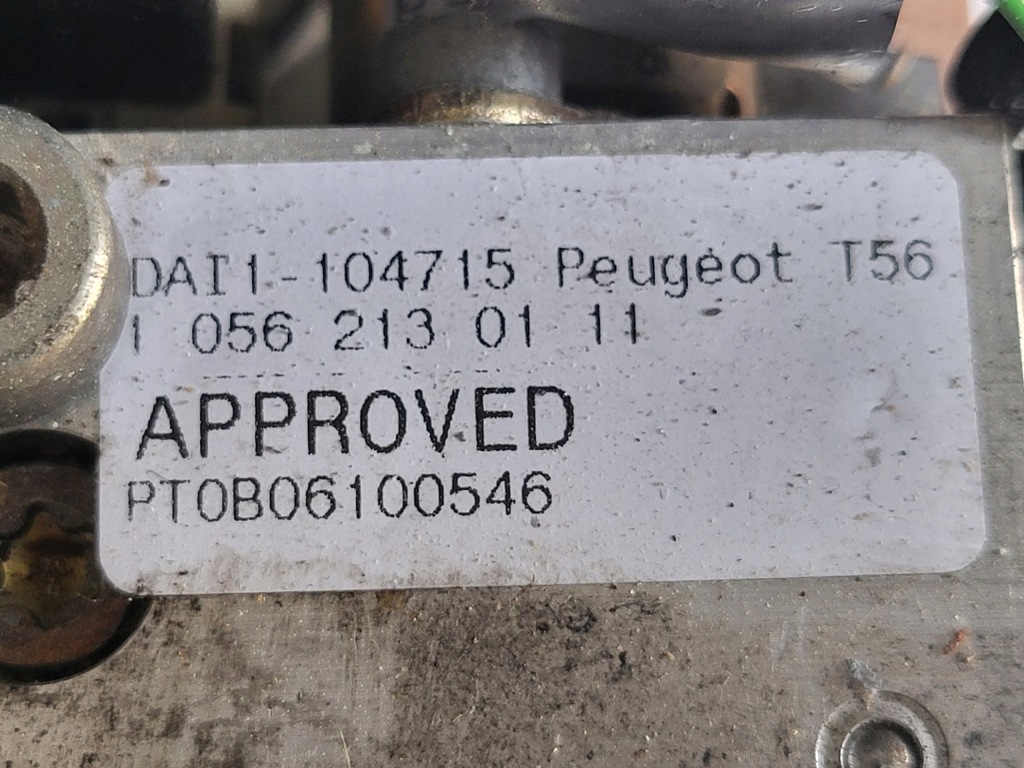 DAI1-104715 Peugeot T56
1 056 213 01 11
APPROVED
PT0B06100546